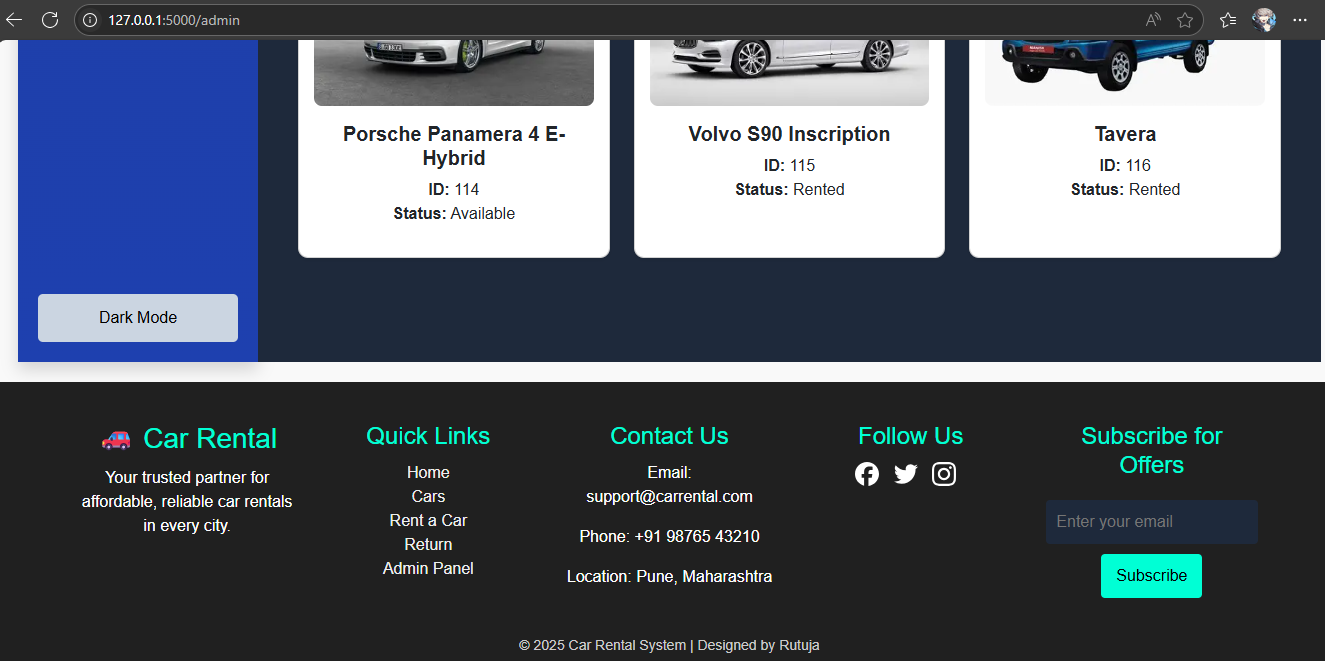 127.0.0.1:5000/admin
Porsche Panamera 4 E-
Hybrid
ID: 114
Status: Available
Volvo S90 Inscription
ID: 115
Status: Rented
Tavera
ID: 116
Status: Rented
Dark Mode
Car Rental
Your trusted partner for
affordable, reliable car rentals
in every city.
Quick Links
Home
Cars
Rent a Car
Return
Admin Panel
Contact Us
Email:
support@carrental.com
Phone: +91 98765 43210
Location: Pune, Maharashtra
Follow Us
Subscribe for
Offers
Enter your email
Subscribe
© 2025 Car Rental System | Designed by Rutuja